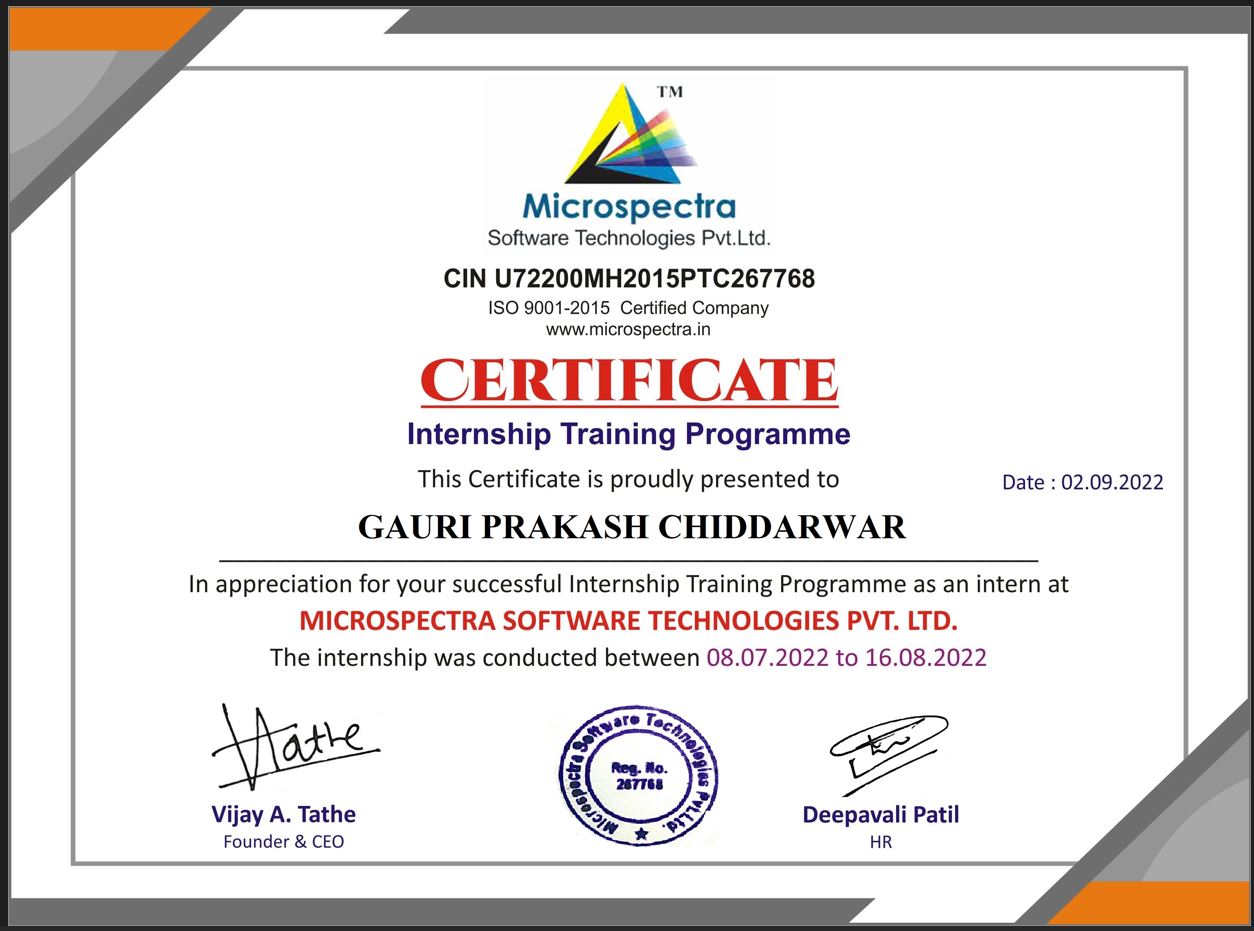 TM
Microspectra
Software Technologies Pvt.Ltd.
CIN U72200MH2015PTC267768
ISO 9001-2015  Certified Company
www.microspectra.in
CERTIFICATE
Internship Training Programme
This Certificate is proudly presented to
Date : 02.09.2022
GAURI PRAKASH CHIDDARWAR
In appreciation for your successful Internship Training Programme as an intern at
MICROSPECTRA SOFTWARE TECHNOLOGIES PVT. LTD.
The internship was conducted between 08.07.2022 to 16.08.2022
VTathe
Microspectra Software Technologies Pvt.Ltd.
Reg. No.
267768
Vijay A. Tathe
Founder & CEO
Deepavali Patil
HR